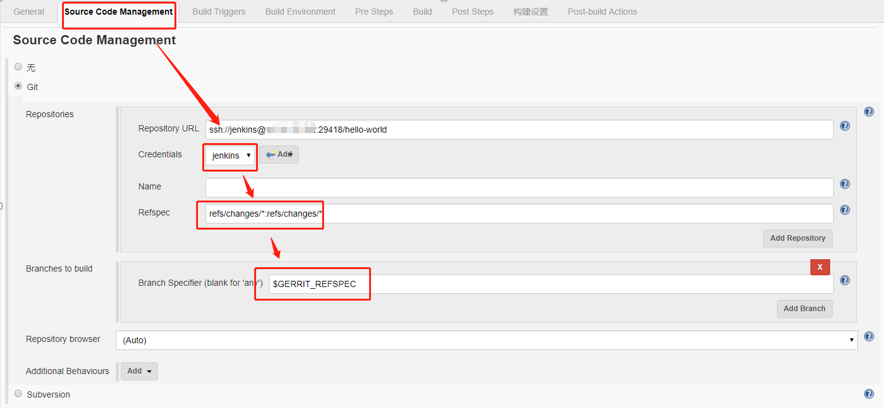 General Source Code Management Build Triggers Build Environment Pre Steps Build Post Steps 构建设置 Post-build Actions
Source Code Management
无
Git
Repositories
Repository URL ssh://jenkins@ :29418/hello-world
Credentials jenkins Add
Name
Refspec refs/changes/*:refs/changes/*
Add Repository
Branches to build
X
Branch Specifier (blank for 'any') $GERRIT_REFSPEC
Add Branch
Repository browser (Auto)
Additional Behaviours Add
Subversion